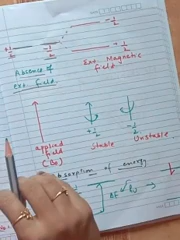 - 1/2
+ 1/2 - 1/2 - 1/2
Ext Magnetic
field
Absence of
ext. field
+ 1/2 - 1/2
applied
field
(B₀)
Stable Unstable
Absorption of energy
ΔE